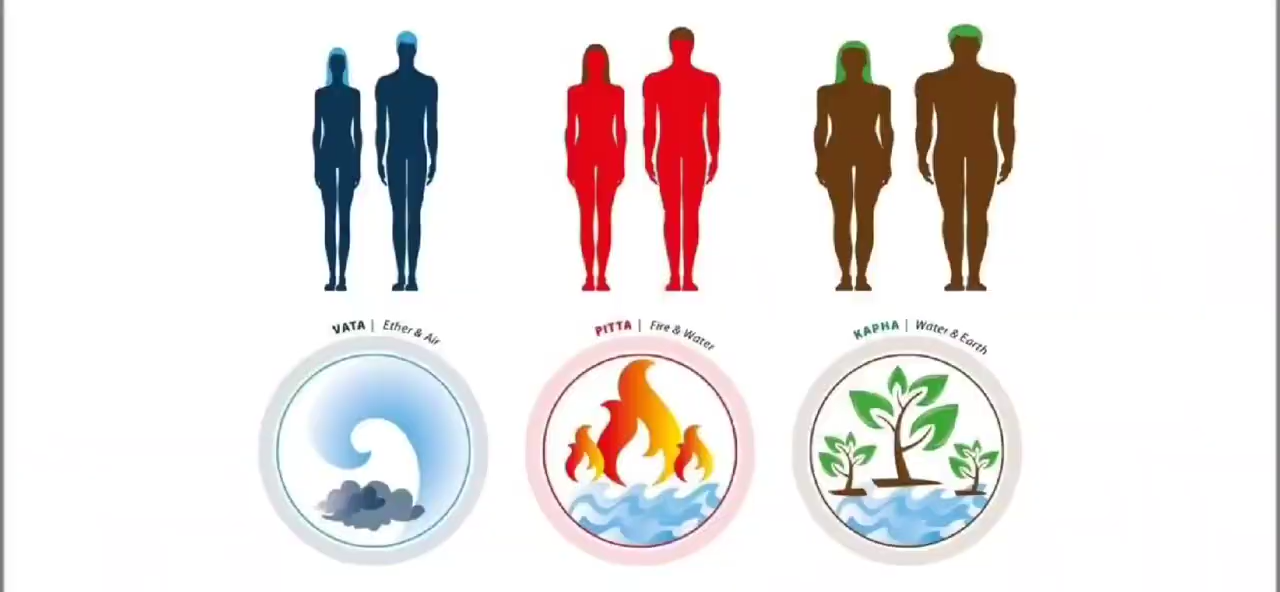 VATA | Ether & Air
PITTA | Fire & Water
KAPHA | Water & Earth